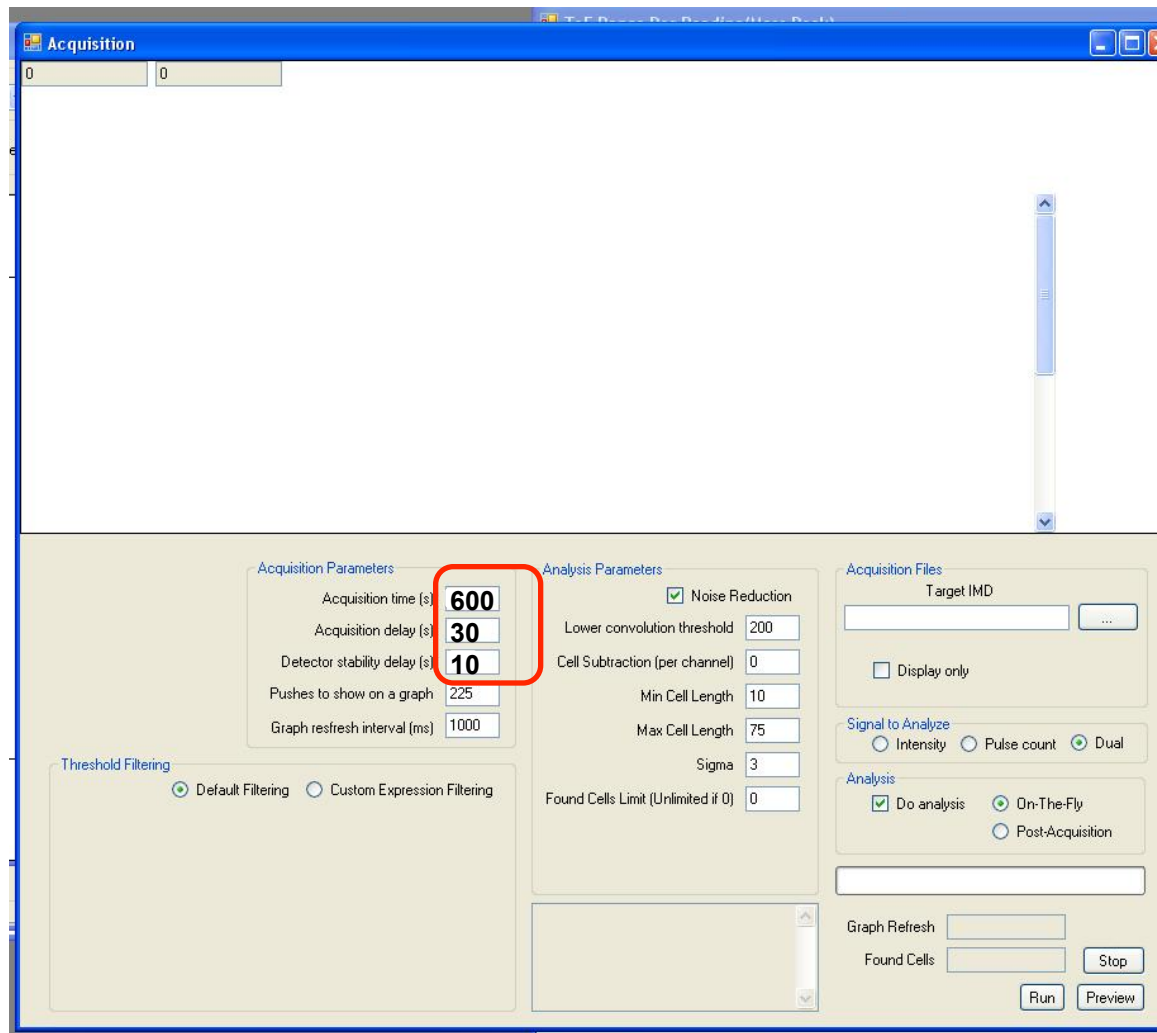 Acquisition
0 0
Acquisition Parameters
Acquisition time (s) 600
Acquisition delay (s) 30
Detector stability delay (s) 10
Pushes to show on a graph 225
Graph resfresh interval (ms) 1000
Threshold Filtering
Default Filtering Custom Expression Filtering
Analysis Parameters
Noise Reduction
Lower convolution threshold 200
Cell Subtraction (per channel) 0
Min Cell Length 10
Max Cell Length 75
Sigma 3
Found Cells Limit (Unlimited if 0) 0
Acquisition Files
Target IMD
...
Display only
Signal to Analyze
Intensity Pulse count Dual
Analysis
Do analysis On-The-Fly
Post-Acquisition
Graph Refresh
Found Cells
Stop
Run Preview